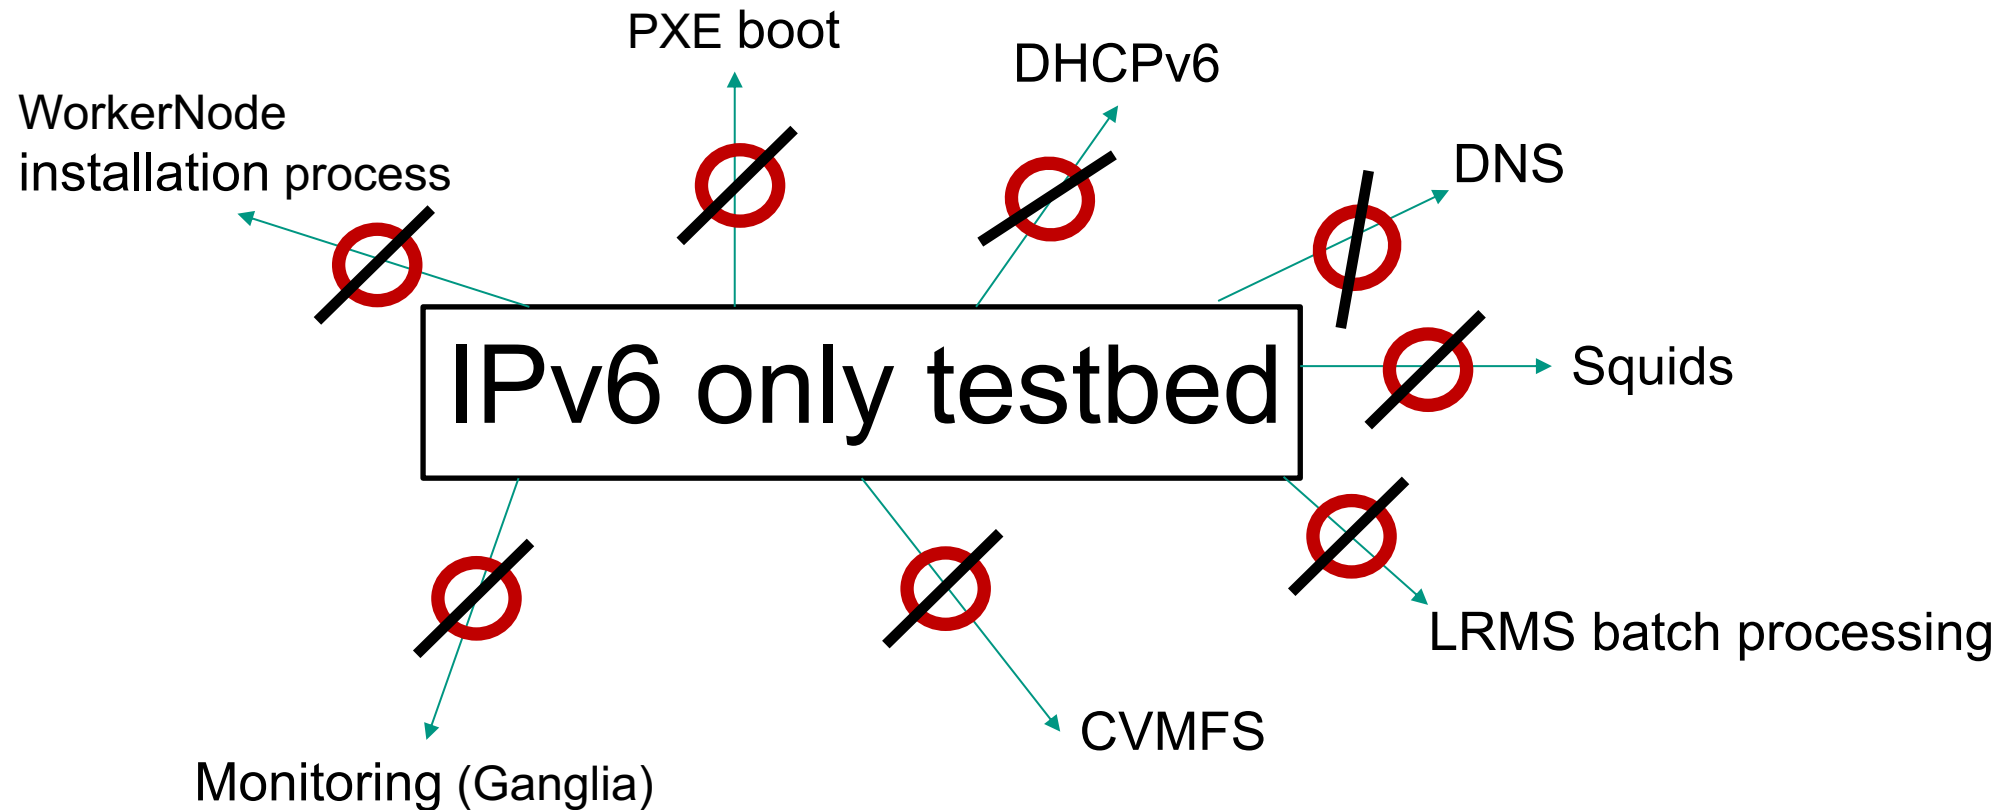 PXE boot
DHCPv6
WorkerNode
installation process
DNS
IPv6 only testbed
Squids
LRMS batch processing
CVMFS
Monitoring (Ganglia)